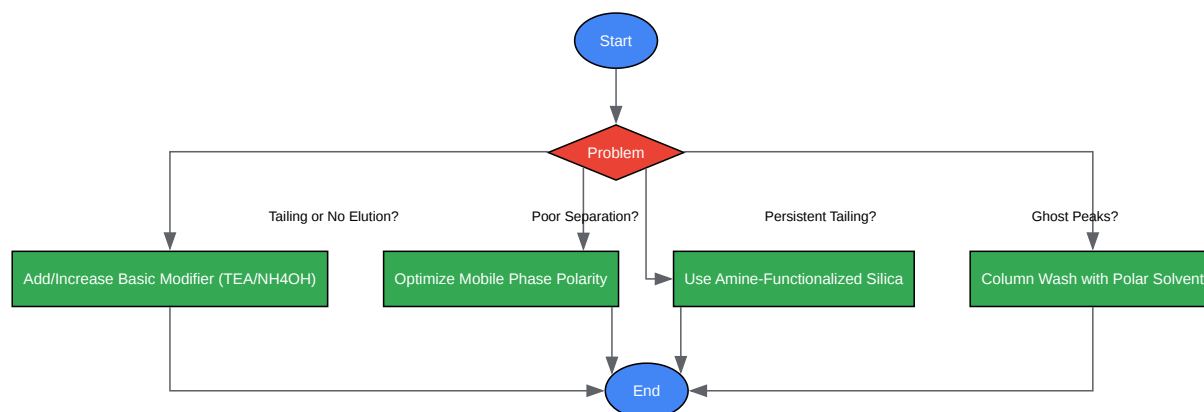 Start
Problem
Tailing or No Elution?
Poor Separation?
Persistent Tailing?
Ghost Peaks?
Add/Increase Basic Modifier (TEA/NH4OH)
Optimize Mobile Phase Polarity
Use Amine-Functionalized Silica
Column Wash with Polar Solvent
End